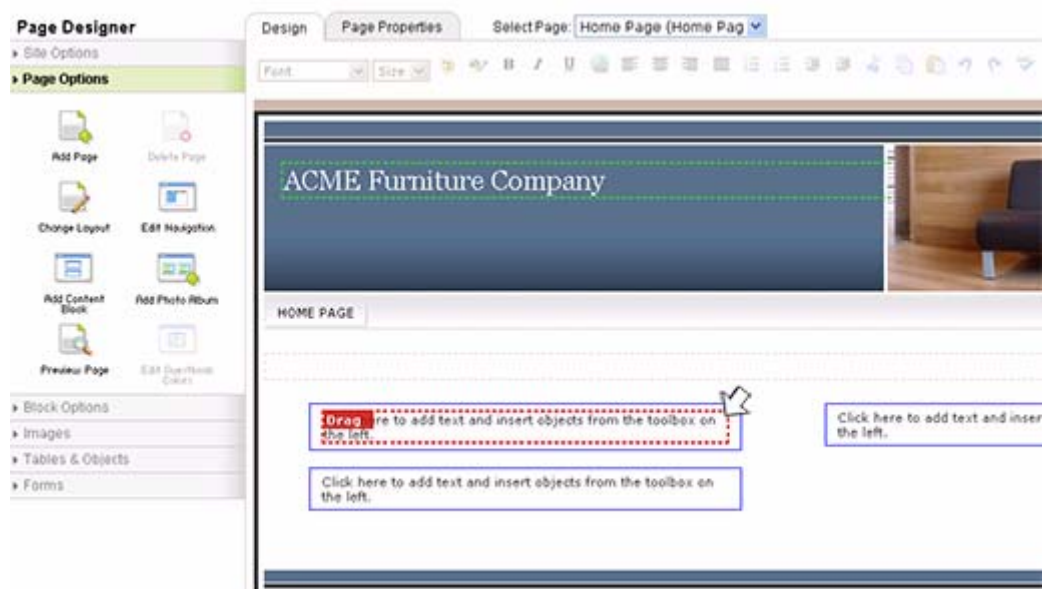 Page Designer
Site Options
Page Options
Add Page
Delete Page
Change Layout
Edit Navigation
Add Content
Block
Add Photo Album
Preview Page
Edit Guestbook
Colors
Block Options
Images
Tables & Objects
Forms
Design
Page Properties
Select Page: Home Page (Home Pag
Font
Size
B I U
ACME Furniture Company
HOME PAGE
Drag re to add text and insert objects from the toolbox on
the left.
Click here to add text and insert objects from the toolbox on
the left.
Click here to add text and inser
the left.